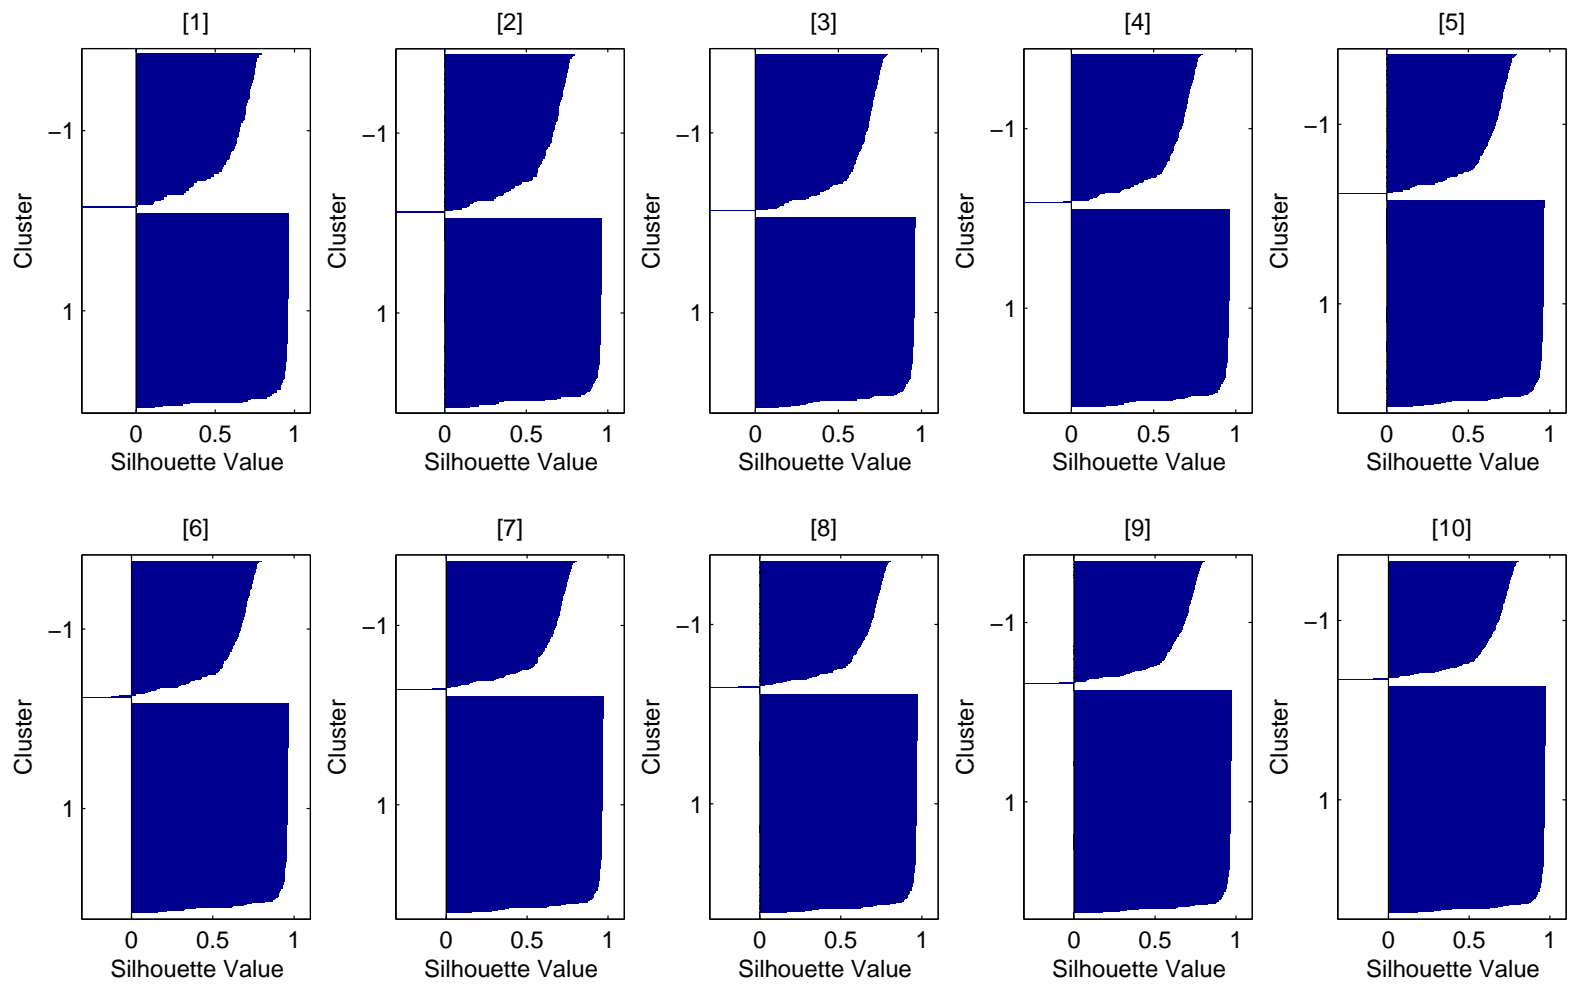 [1] [2] [3] [4] [5]
−1 −1 −1 −1 −1
Cluster Cluster Cluster Cluster Cluster
1 1 1 1 1
0 0.5 1 0 0.5 1 0 0.5 1 0 0.5 1 0 0.5 1
Silhouette Value Silhouette Value Silhouette Value Silhouette Value Silhouette Value
[6] [7] [8] [9] [10]
−1 −1 −1 −1 −1
Cluster Cluster Cluster Cluster Cluster
1 1 1 1 1
0 0.5 1 0 0.5 1 0 0.5 1 0 0.5 1 0 0.5 1
Silhouette Value Silhouette Value Silhouette Value Silhouette Value Silhouette Value